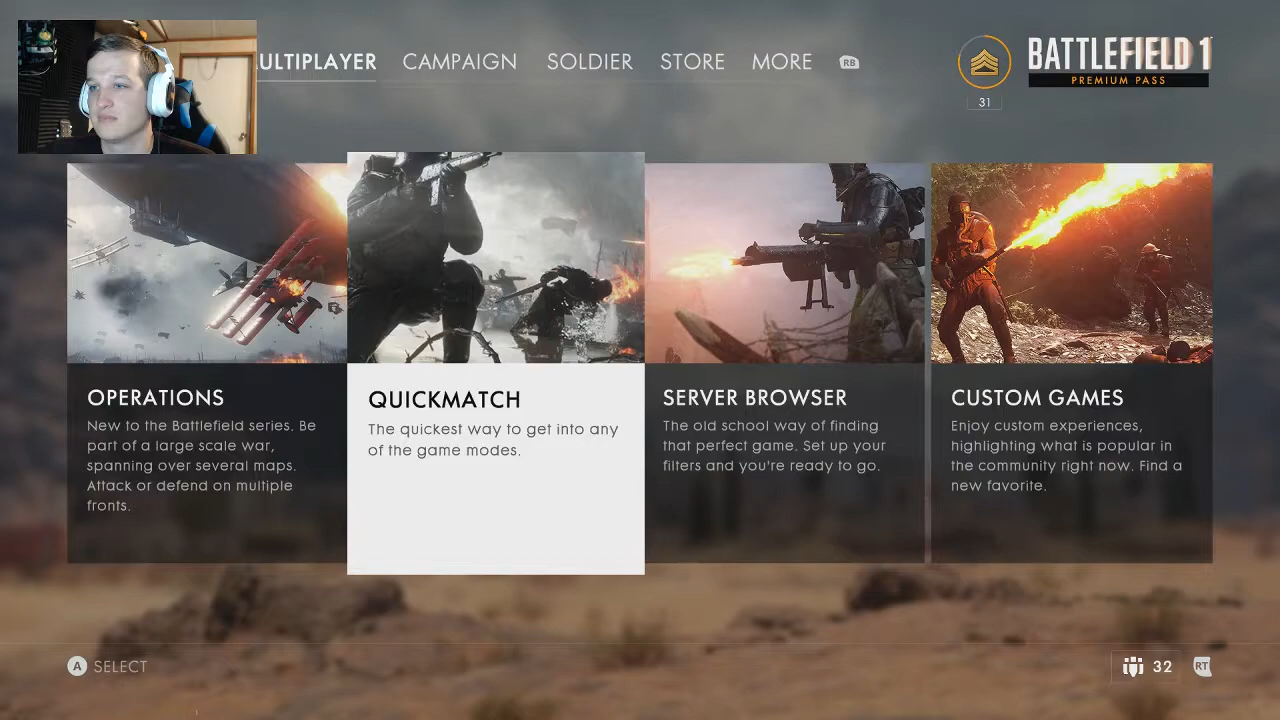 ULTIPLAYER CAMPAIGN SOLDIER STORE MORE RB
31
BATTLEFIELD 1
PREMIUM PASS
OPERATIONS
New to the Battlefield series. Be
part of a large scale war,
spanning over several maps.
Attack or defend on multiple
fronts.
QUICKMATCH
The quickest way to get into any
of the game modes.
SERVER BROWSER
The old school way of finding
that perfect game. Set up your
filters and you're ready to go.
CUSTOM GAMES
Enjoy custom experiences,
highlighting what is popular in
the community right now. Find a
new favorite.
A SELECT
32 RT